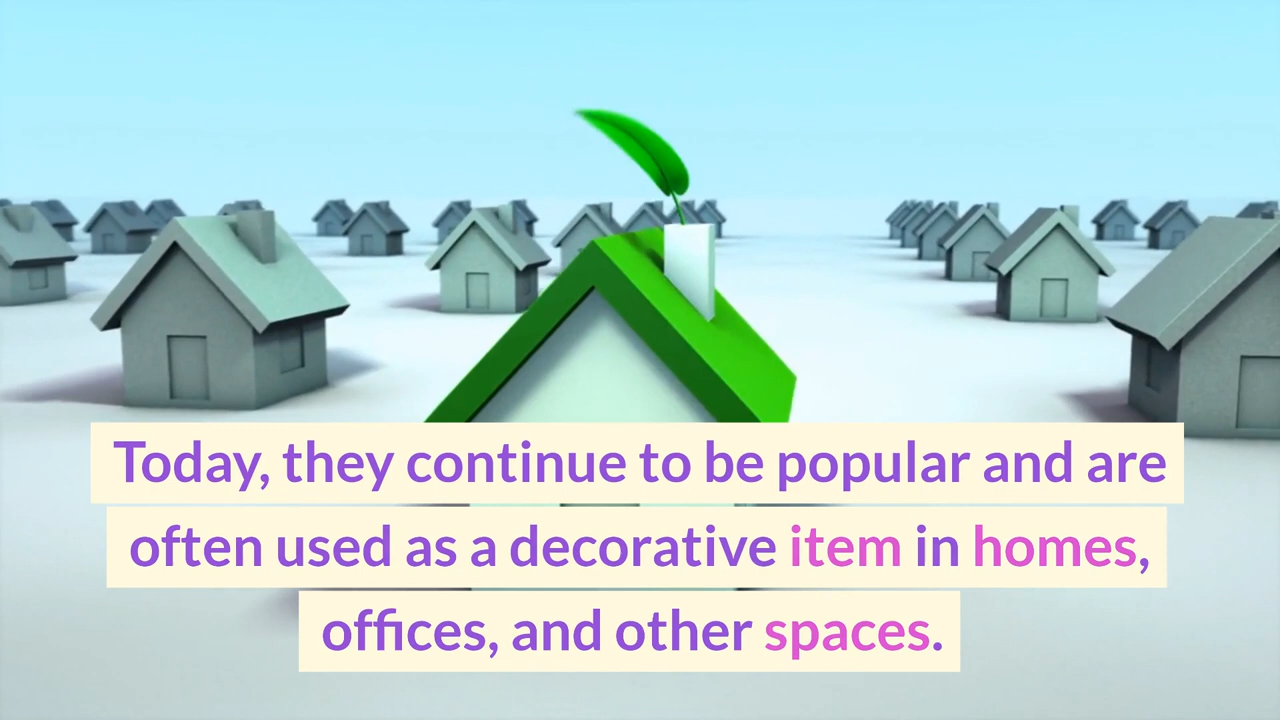 Today, they continue to be popular and are
often used as a decorative item in homes,
offices, and other spaces.